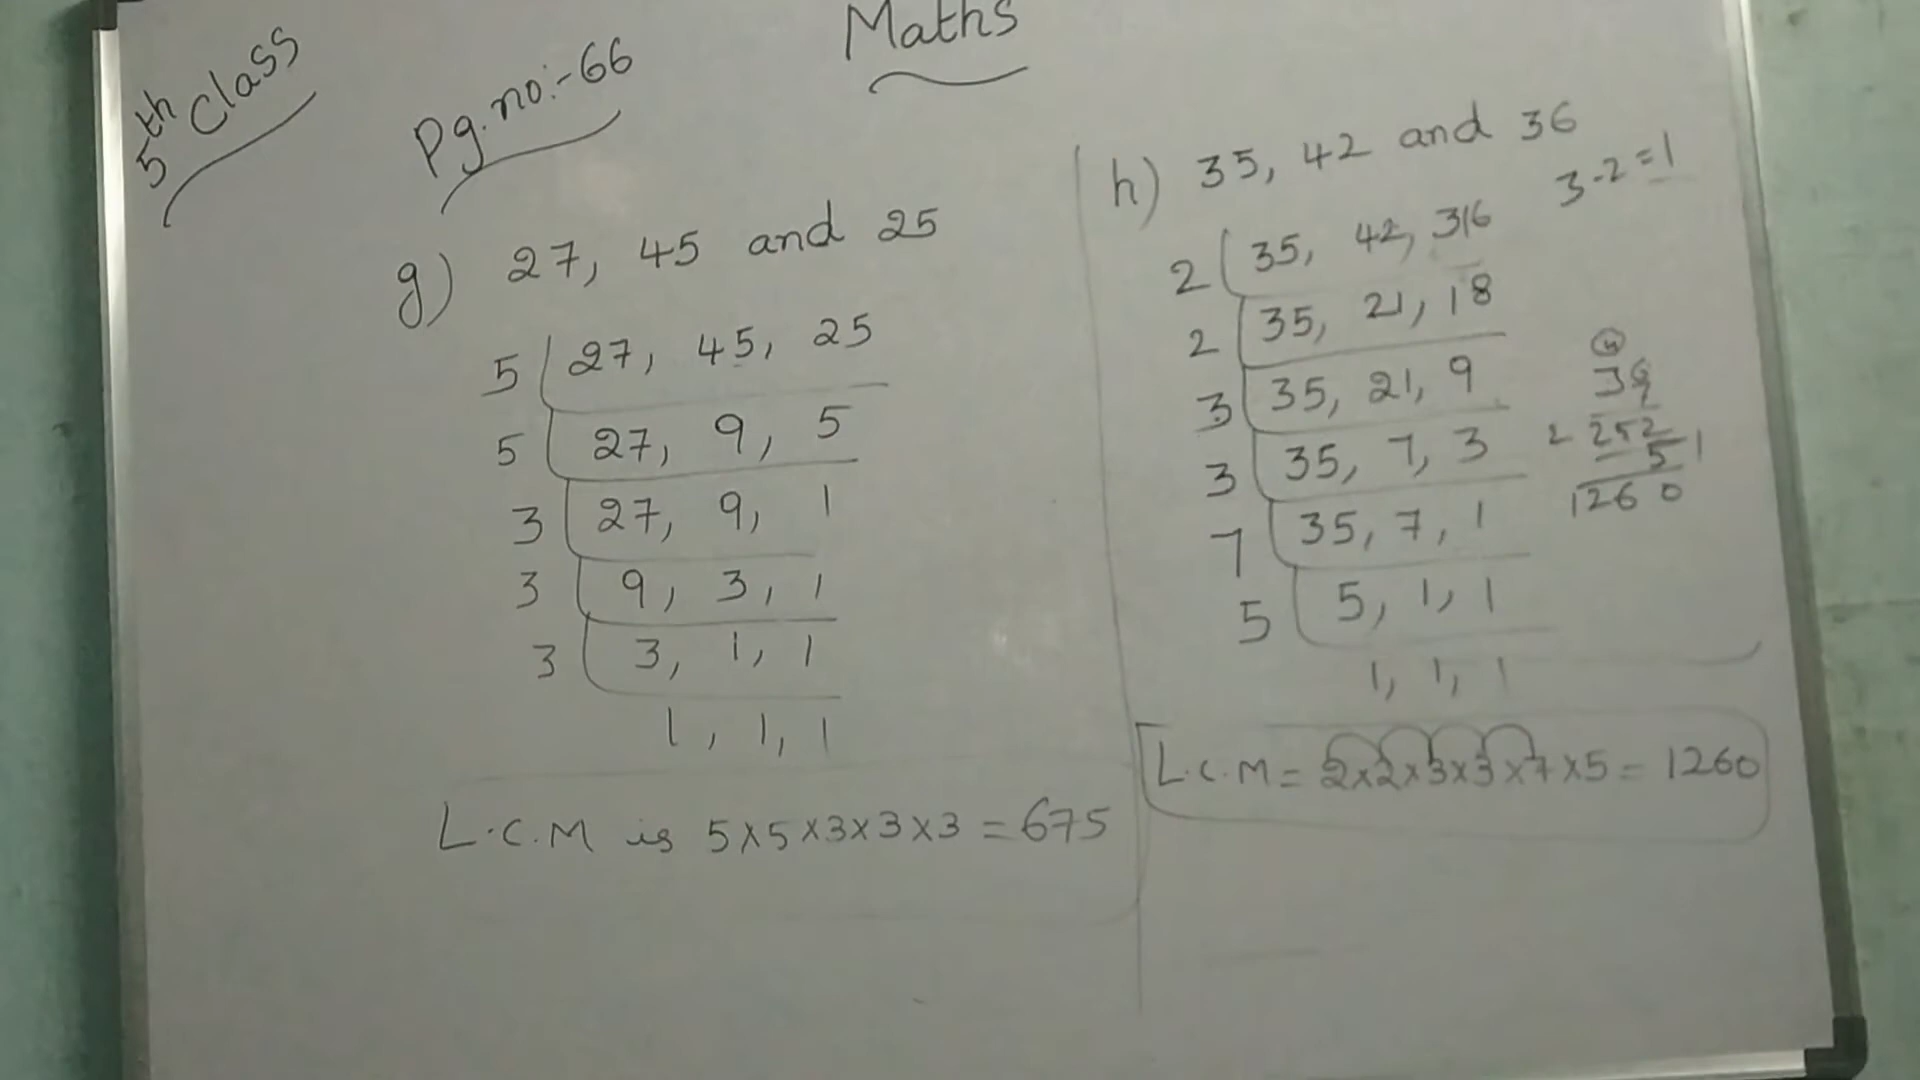 Maths
5th Class
Pg.no:-66
g) 27, 45 and 25
5 27, 45, 25
5 27, 9, 5
3 27, 9, 1
3 9, 3, 1
3 3, 1, 1
1, 1, 1
L.C.M is 5×5×3×3×3 = 675
h) 35, 42 and 36
3-2=1
2 35, 42, 316
2 35, 21, 18
3 35, 21, 9
3 35, 7, 3
7 35, 7, 1
5 5, 1, 1
1, 1, 1
2 252
5 1
1260
L.C.M = 2×2×3×3×7×5 = 1260